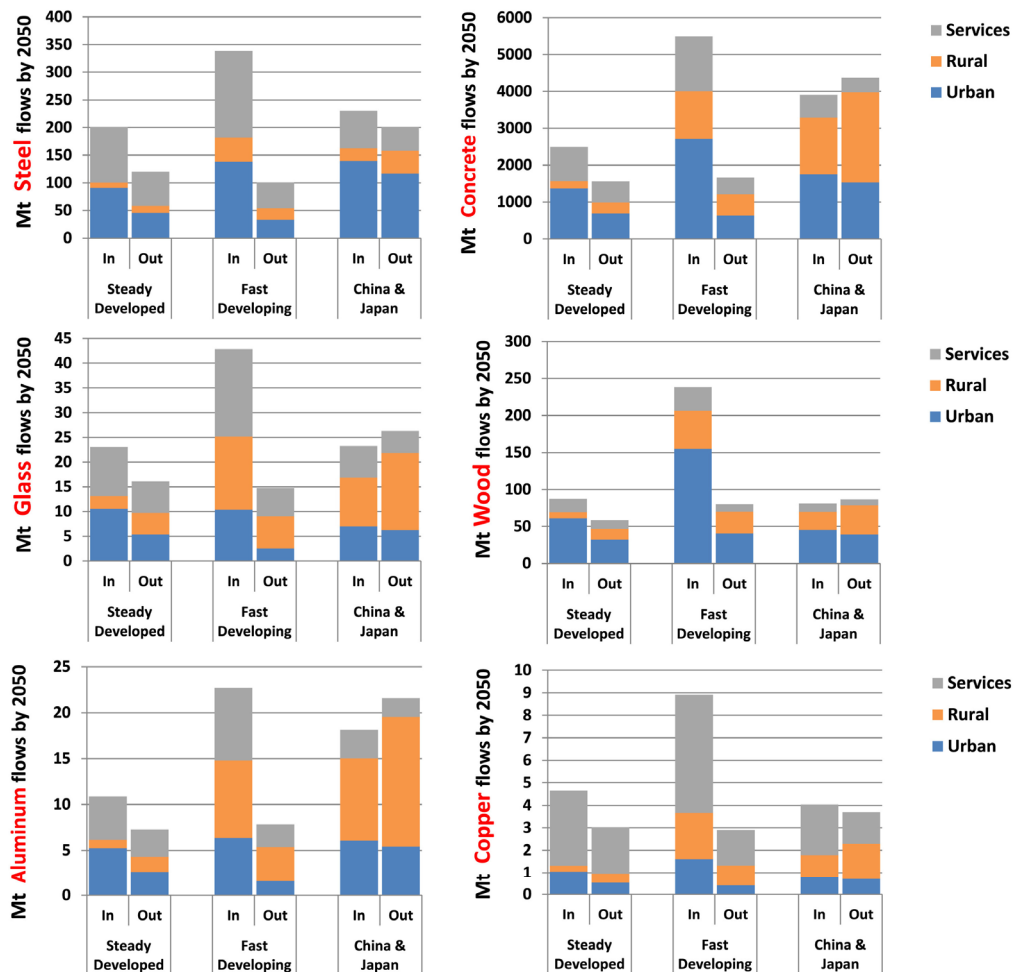 Mt Steel flows by 2050
400
350
300
250
200
150
100
50
0
In Out In Out In Out
Steady Developed
Fast Developing
China & Japan
Mt Concrete flows by 2050
6000
5000
4000
3000
2000
1000
0
In Out In Out In Out
Steady Developed
Fast Developing
China & Japan
Services
Rural
Urban
Mt Glass flows by 2050
45
40
35
30
25
20
15
10
5
0
In Out In Out In Out
Steady Developed
Fast Developing
China & Japan
Mt Wood flows by 2050
300
250
200
150
100
50
0
In Out In Out In Out
Steady Developed
Fast Developing
China & Japan
Services
Rural
Urban
Mt Aluminum flows by 2050
25
20
15
10
5
0
In Out In Out In Out
Steady Developed
Fast Developing
China & Japan
Mt Copper flows by 2050
10
9
8
7
6
5
4
3
2
1
0
In Out In Out In Out
Steady Developed
Fast Developing
China & Japan
Services
Rural
Urban